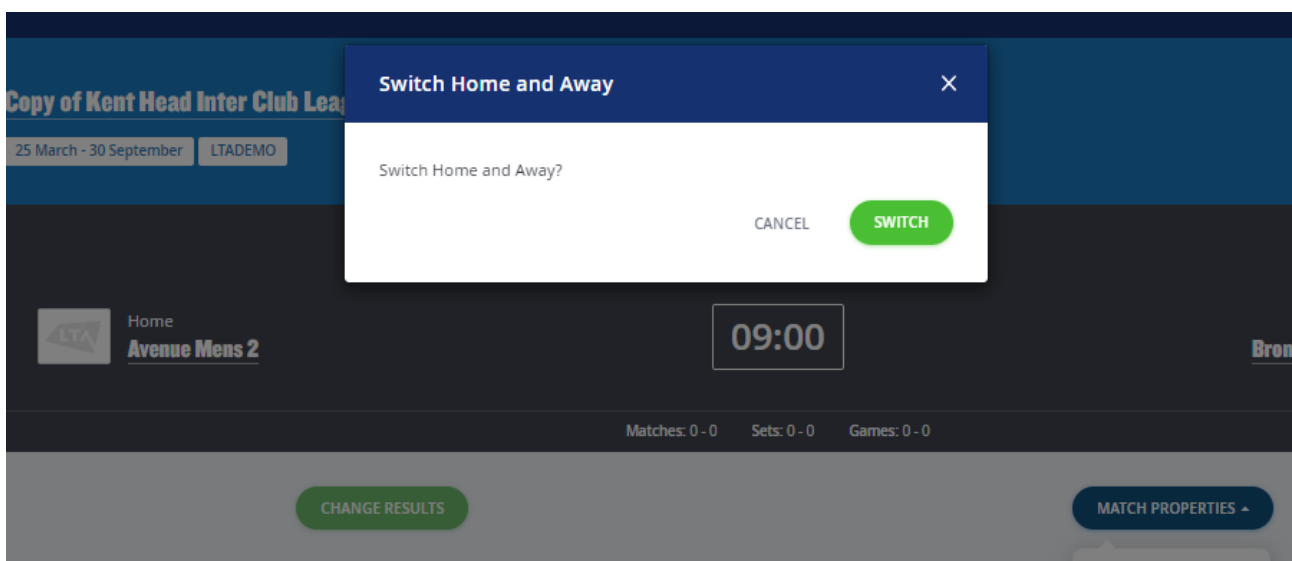 Switch Home and Away
Copy of Kent Head Inter Club
25 March - 30 September LTADEMO
Switch Home and Away?
CANCEL SWITCH
LTA
Home
Avenue Mens 2
09:00
Matches: 0 - 0 Sets: 0 - 0 Games: 0 - 0
CHANGE RESULTS MATCH PROPERTIES